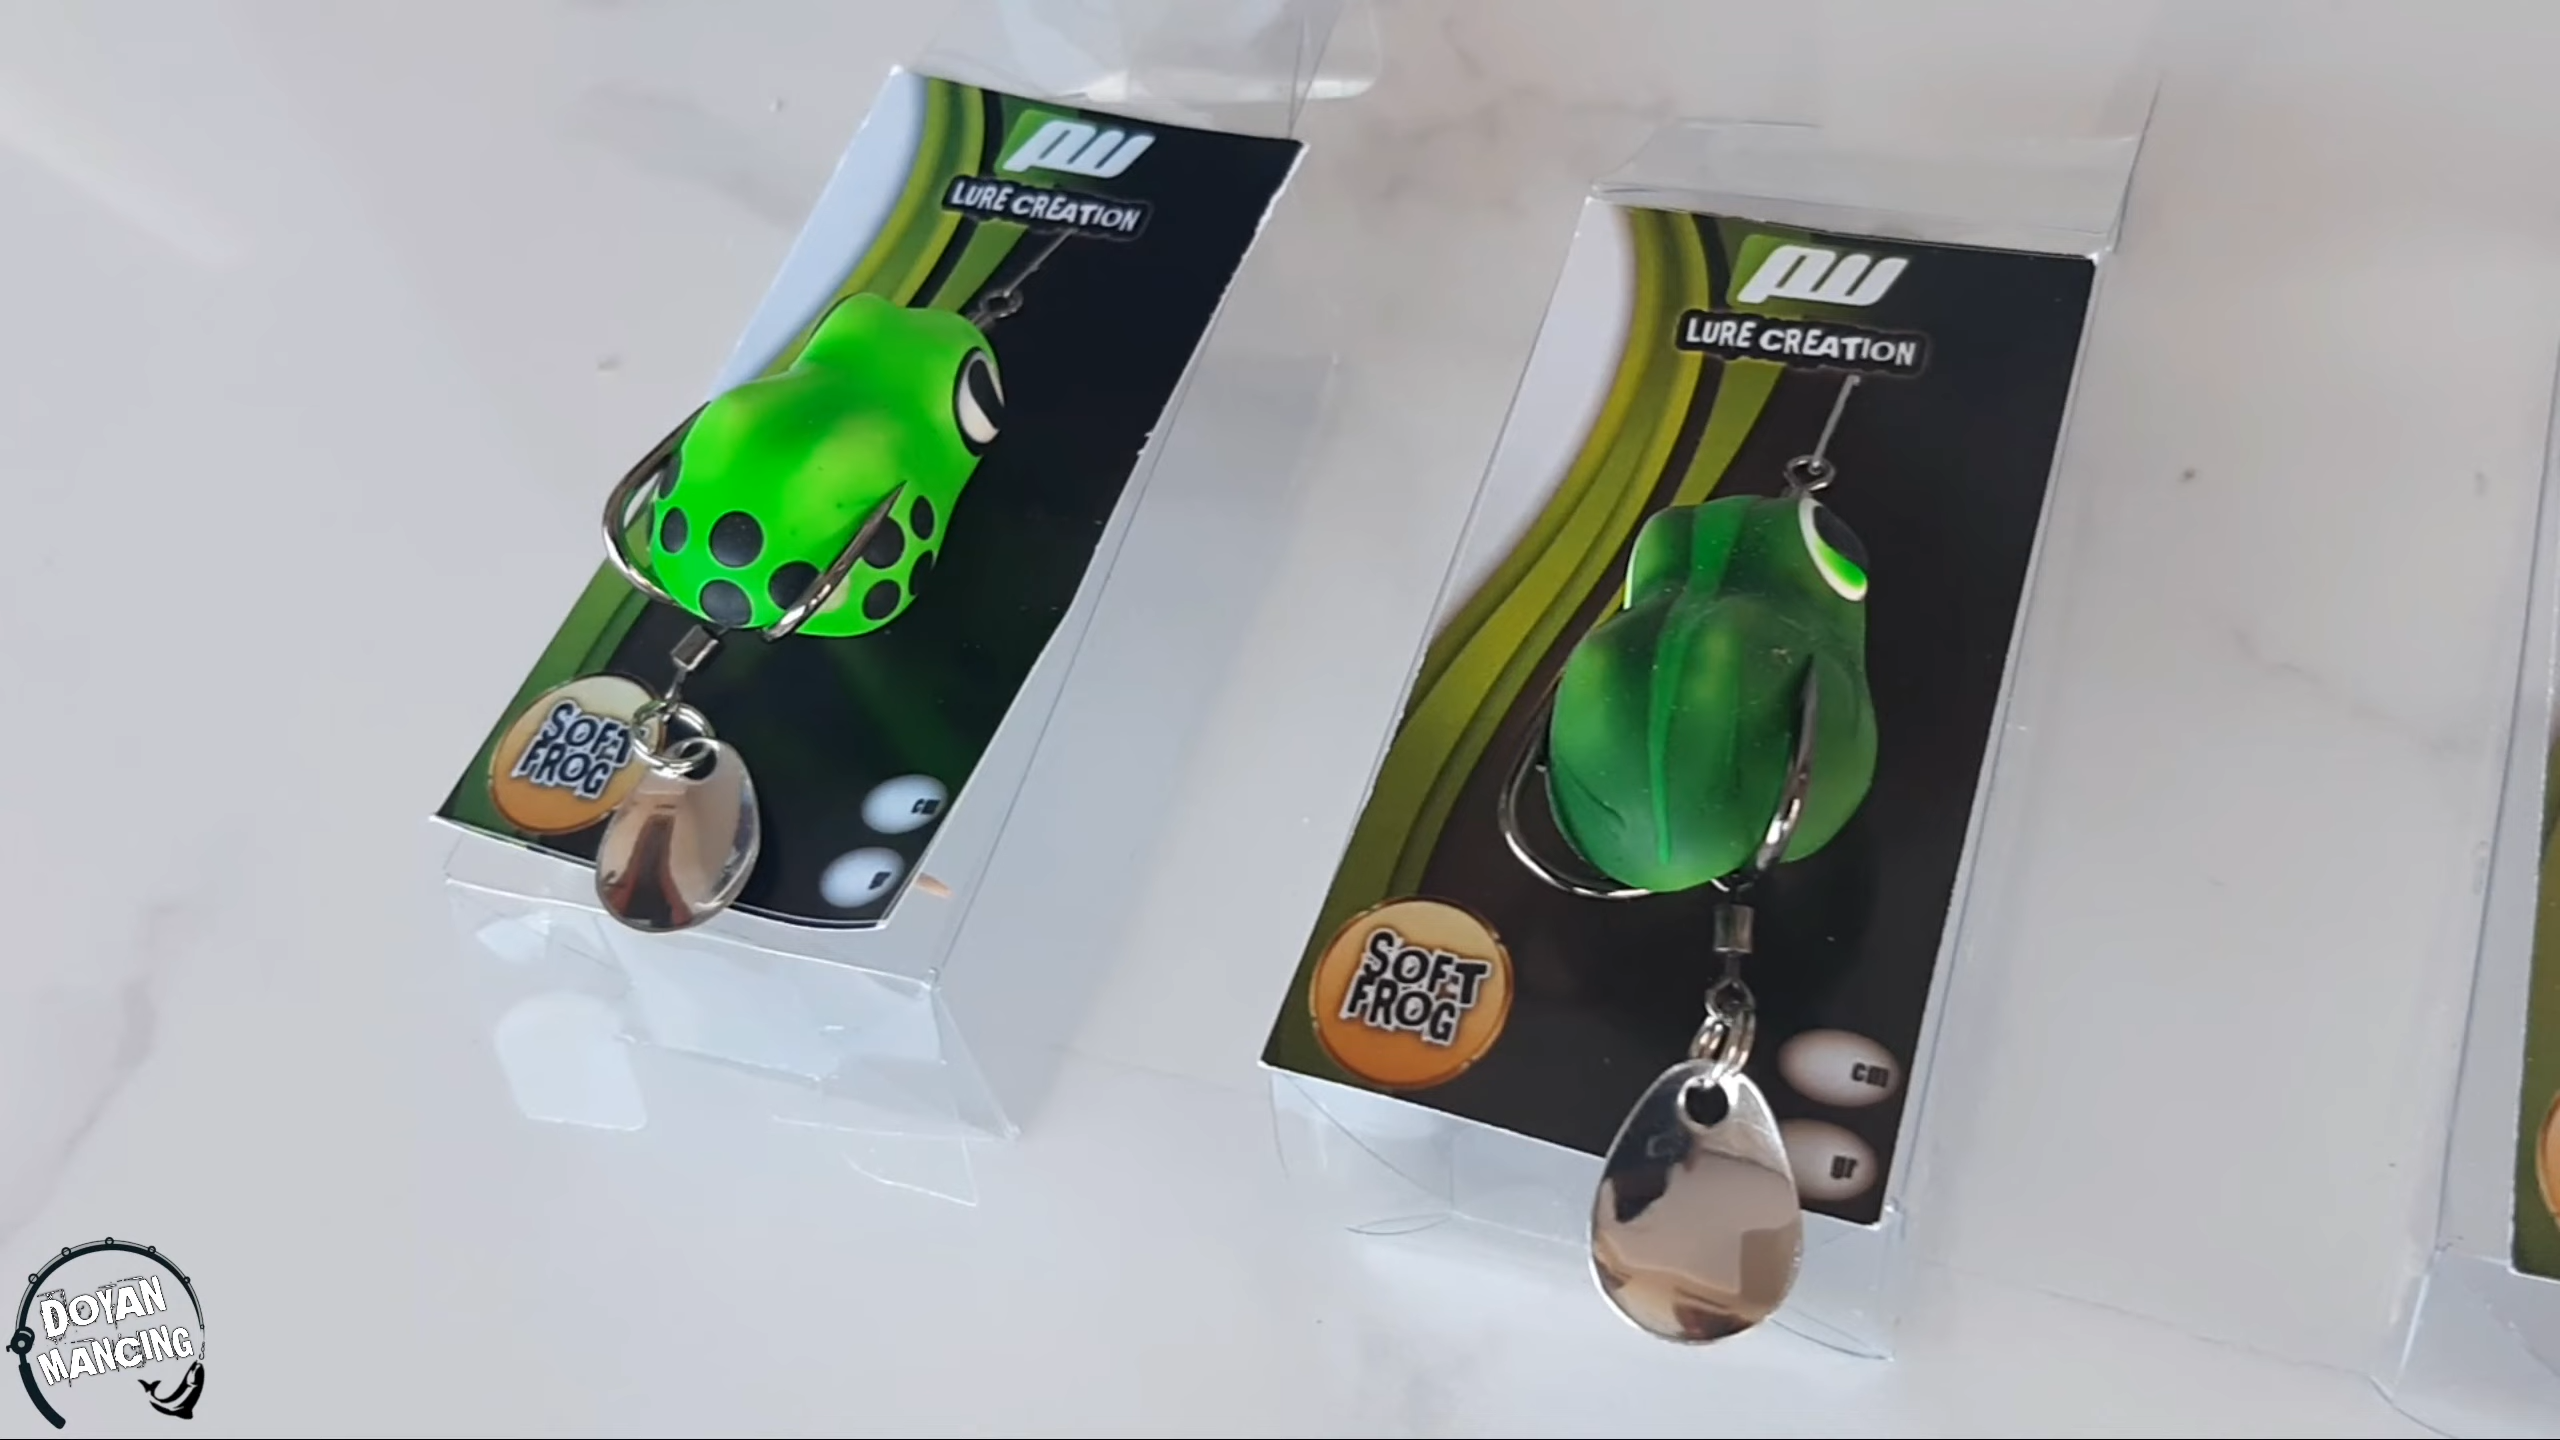 PW
LURE CREATION
SOFT
FROG
cm
gr
PW
LURE CREATION
SOFT
FROG
cm
gr
DOYAN
MANCING